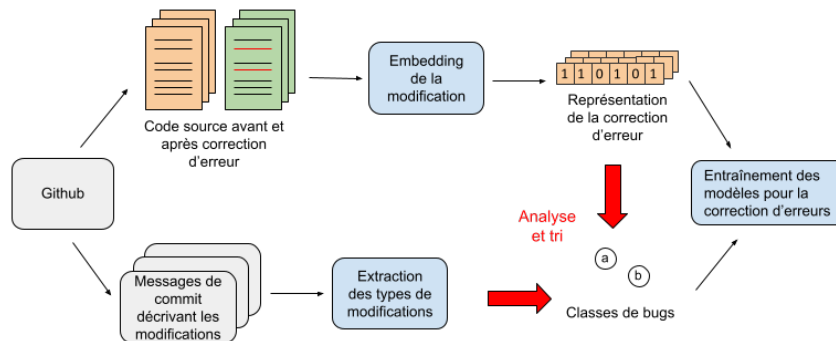 Code source avant et
après correction
d'erreur
Embedding
de la
modification
1 1 0 1 0 1
Représentation
de la correction
d'erreur
Github
Entraînement des
modèles pour la
correction d'erreurs
Analyse
et tri
a
b
Classes de bugs
Messages de
commit
décrivant les
modifications
Extraction
des types de
modifications